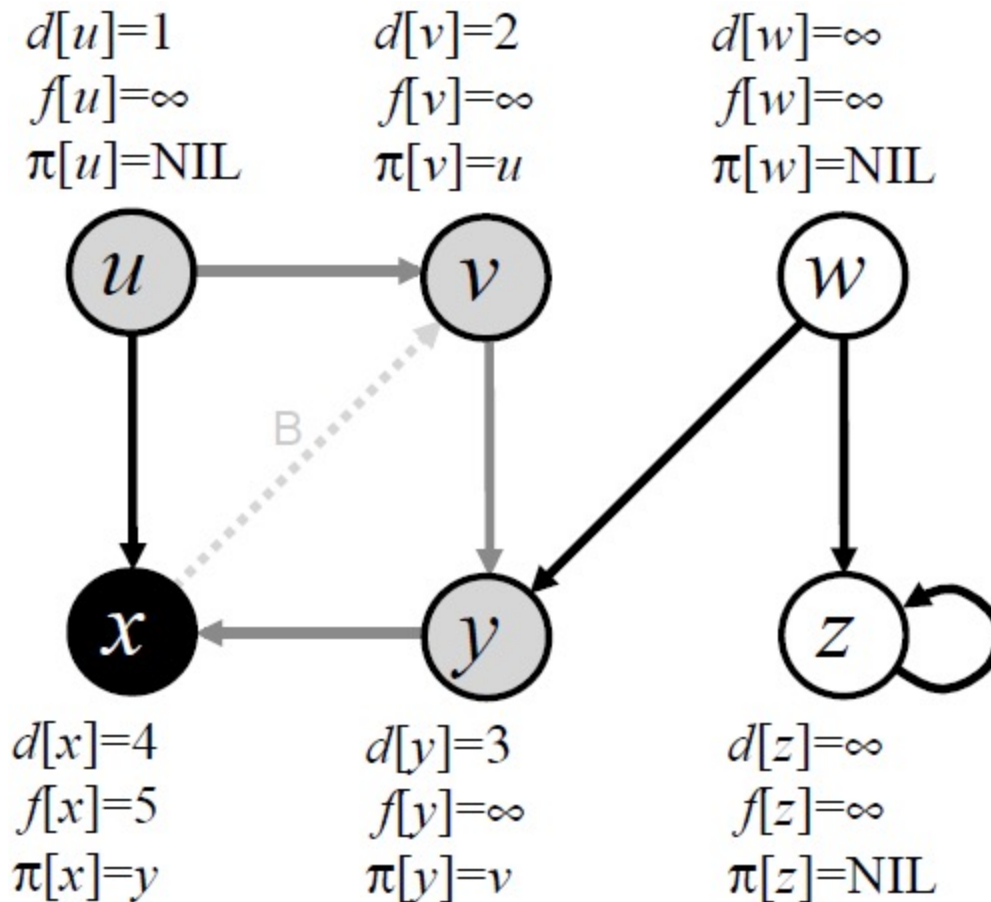 d[u]=1 d[v]=2 d[w]=∞
f[u]=∞ f[v]=∞ f[w]=∞
π[u]=NIL π[v]=u π[w]=NIL
u v w
B
x y z
d[x]=4 d[y]=3 d[z]=∞
f[x]=5 f[y]=∞ f[z]=∞
π[x]=y π[y]=v π[z]=NIL